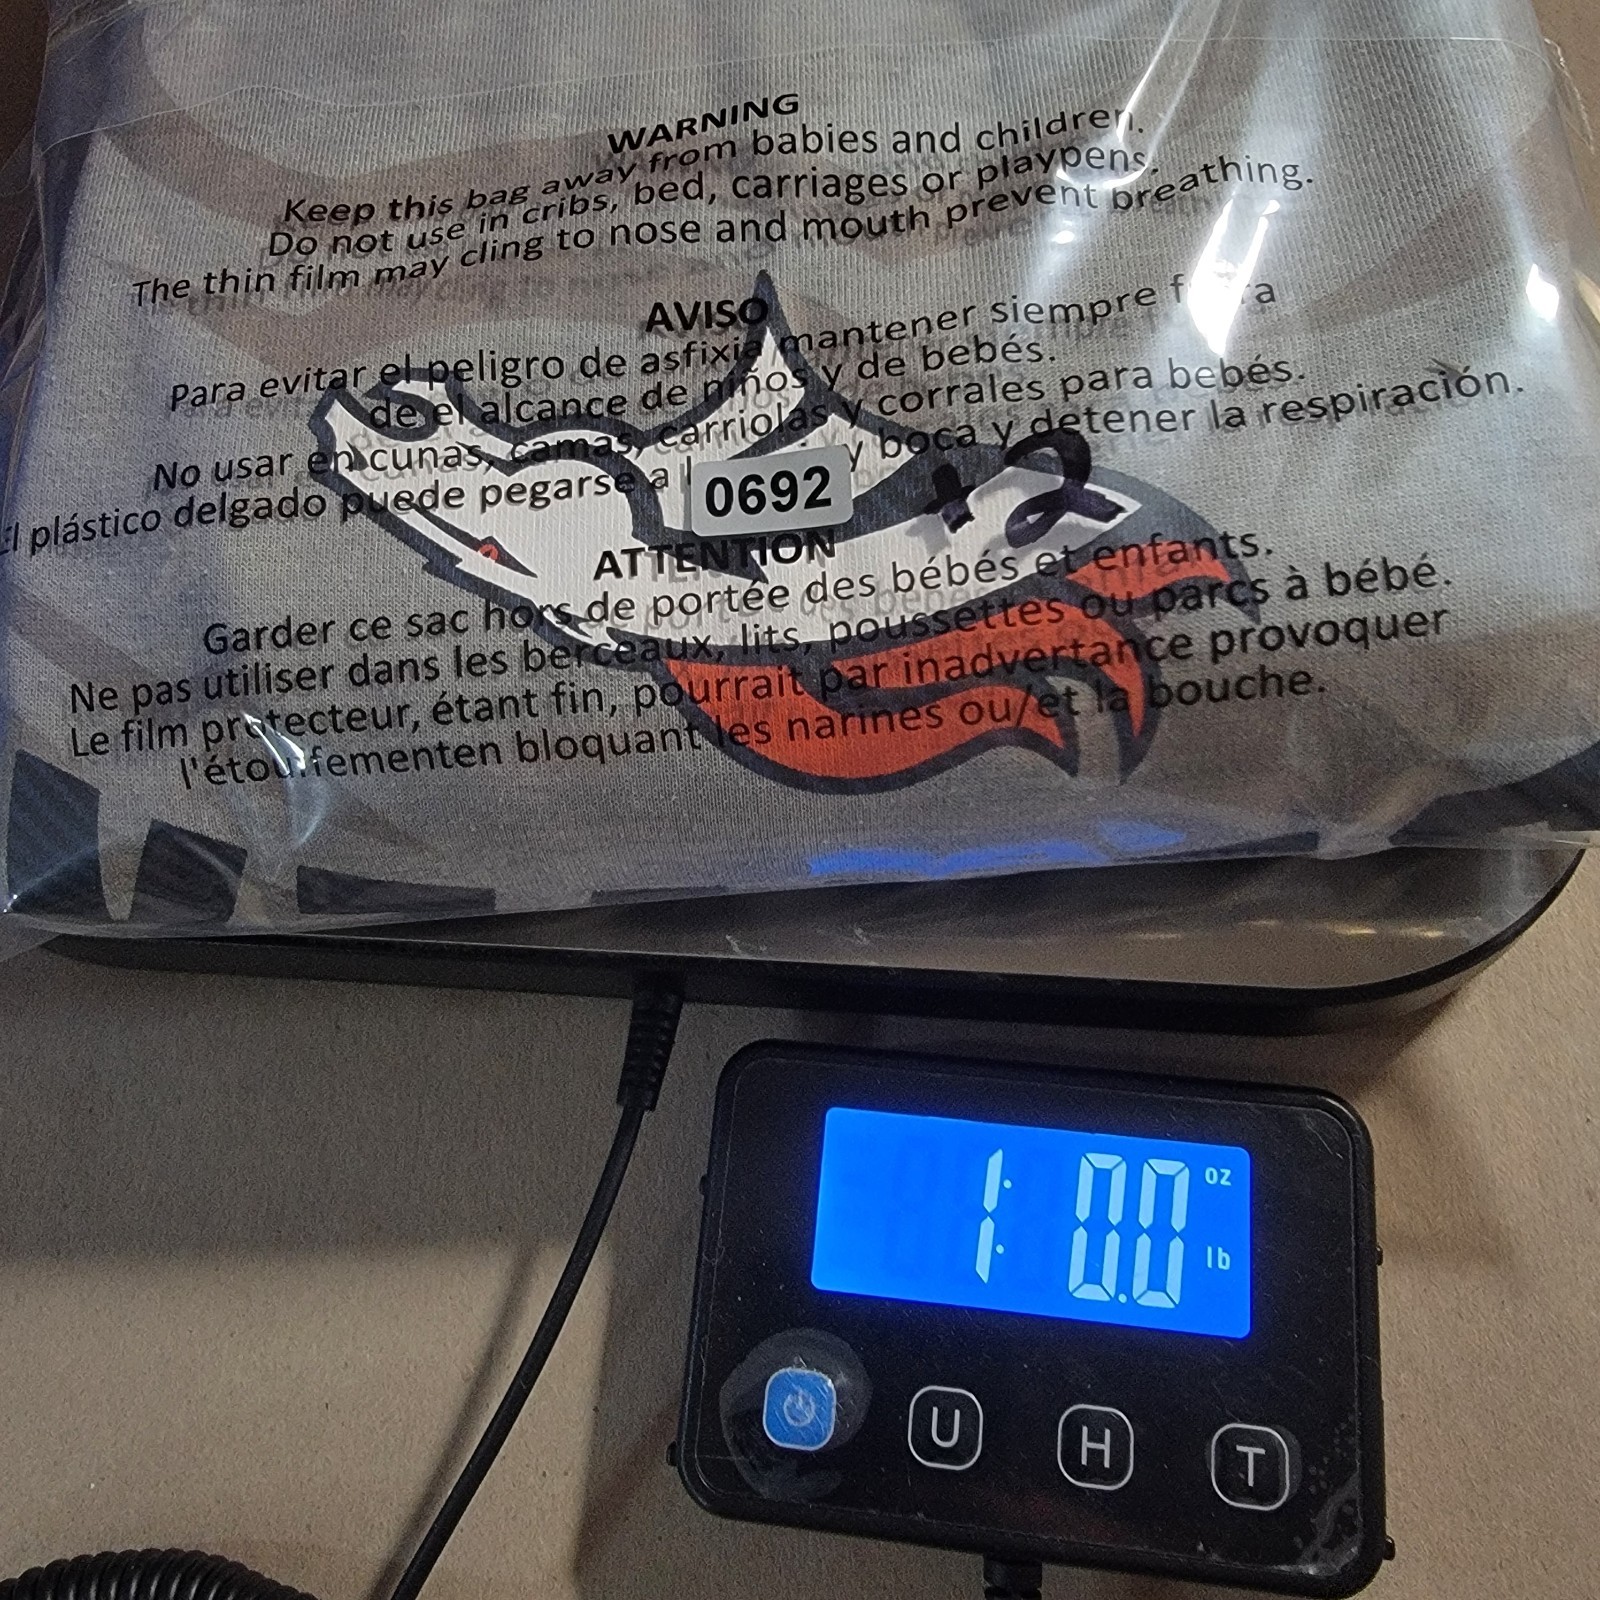 WARNING
Keep this bag away from babies and children.
Do not use in cribs, bed, carriages or playpens.
The thin film may cling to nose and mouth prevent breathing.
AVISO
Para evitar el peligro de asfixia mantener siempre
de el alcance de niños y de bebés.
No usar en cunas, camas, carriolas y corrales para bebés.
El plástico delgado puede pegarse a y boca y detener la respiración.
0692
+2
ATTENTION
Garder ce sac hors de portée des bébés et enfants.
Ne pas utiliser dans les berceaux, lits, poussettes ou parcs à bébé.
Le film protecteur, étant fin, pourrait par inadvertance provoquer
l'étouffementen bloquant les narines ou/et la bouche.
1: 0.0 oz
lb
U H T